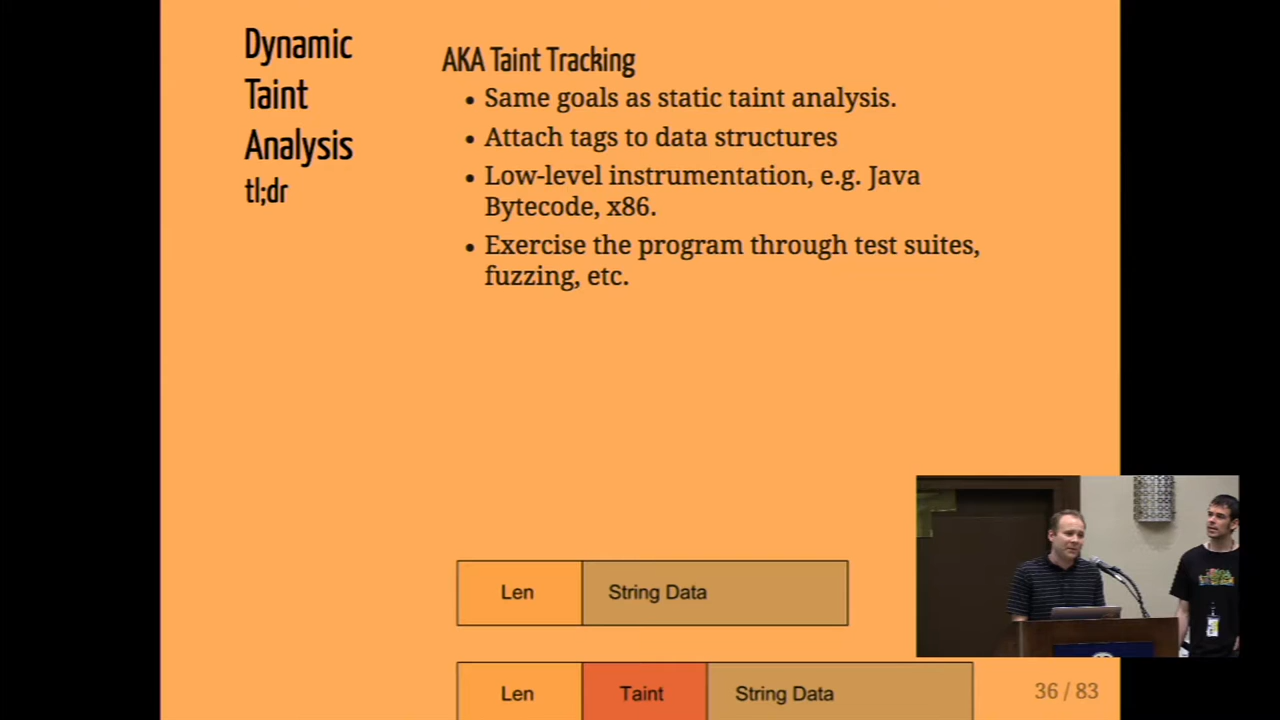 Dynamic
Taint
Analysis
tl;dr
AKA Taint Tracking
• Same goals as static taint analysis.
• Attach tags to data structures
• Low-level instrumentation, e.g. Java
Bytecode, x86.
• Exercise the program through test suites,
fuzzing, etc.
Len String Data
Len Taint String Data
36 / 83